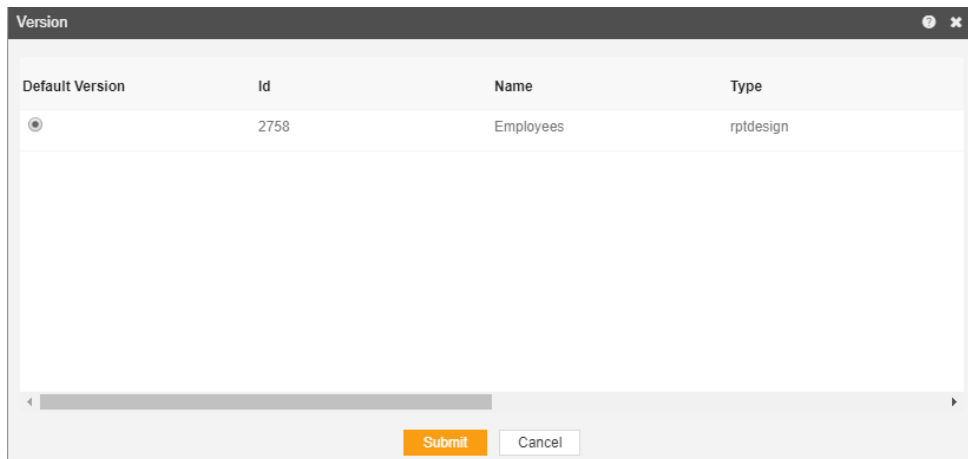 Version
Default Version Id Name Type
2758 Employees rptdesign
Submit Cancel